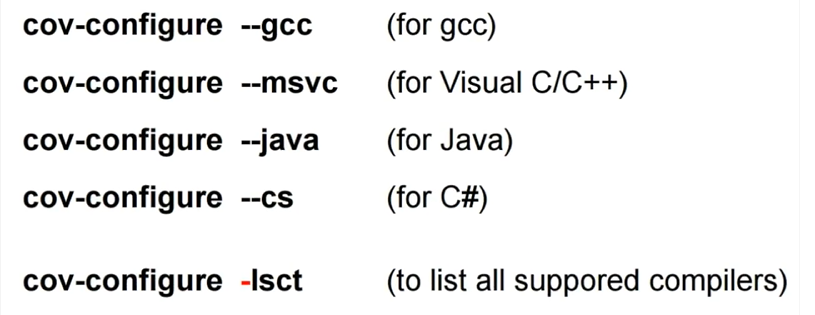 cov-configure --gcc (for gcc)
cov-configure --msvc (for Visual C/C++)
cov-configure --java (for Java)
cov-configure --cs (for C#)
cov-configure -lsct (to list all suppored compilers)